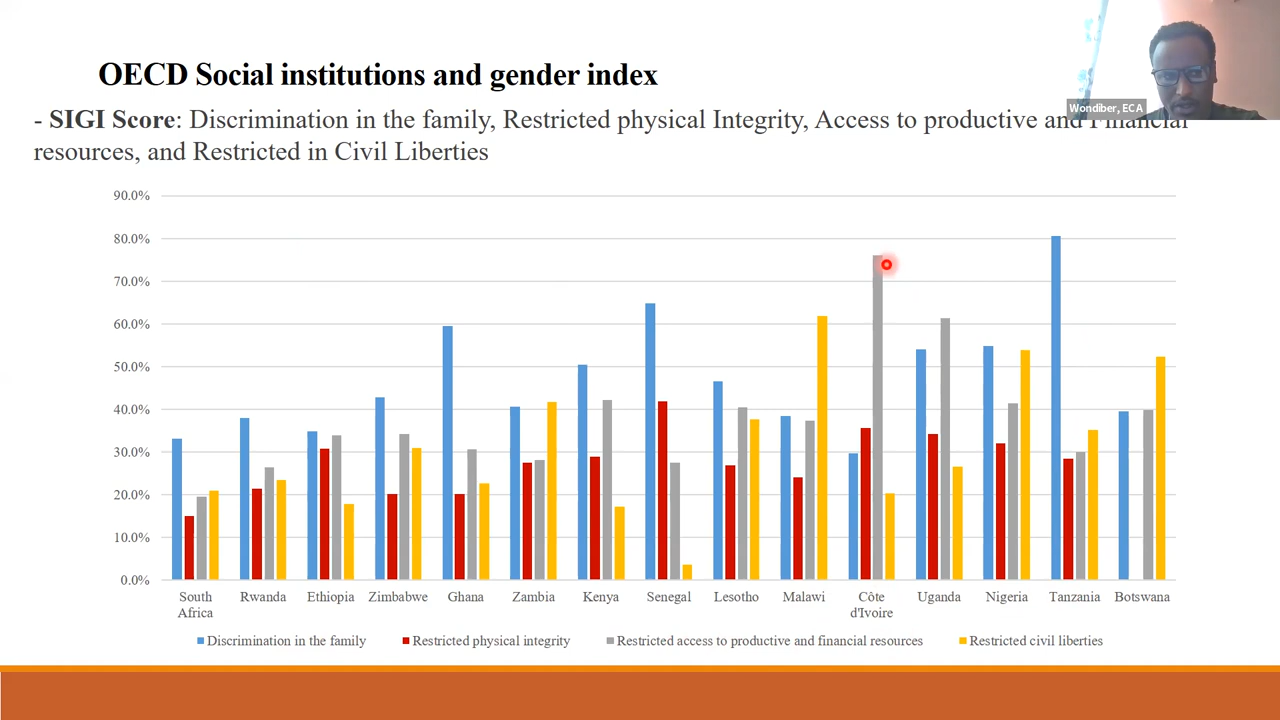 OECD Social institutions and gender index
Wondiber, ECA
- SIGI Score: Discrimination in the family, Restricted physical Integrity, Access to productive and Financial
resources, and Restricted in Civil Liberties
90.0%
80.0%
70.0%
60.0%
50.0%
40.0%
30.0%
20.0%
10.0%
0.0%
South Africa Rwanda Ethiopia Zimbabwe Ghana Zambia Kenya Senegal Lesotho Malawi Côte d'Ivoire Uganda Nigeria Tanzania Botswana
Discrimination in the family Restricted physical integrity Restricted access to productive and financial resources Restricted civil liberties